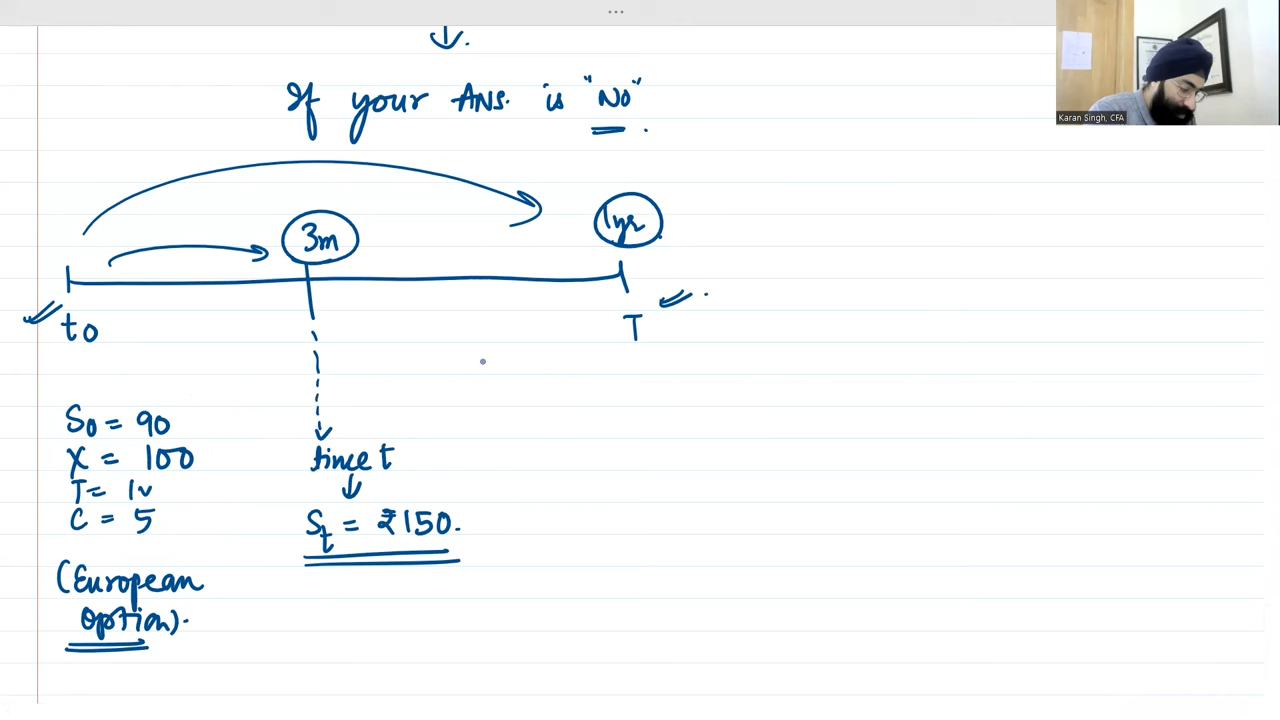 If your Ans. is "No".
3m
1yr
t0
T
S0 = 90
X = 100
T = 1y
C = 5
(European
option).
time t
St = ₹150.
Karan Singh, CFA